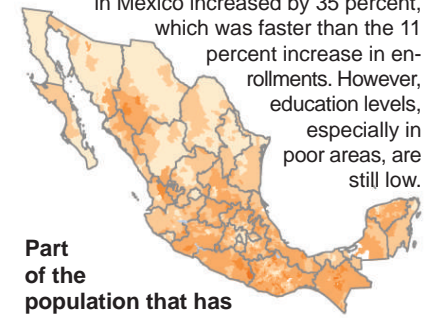 in Mexico increased by 35 percent,
which was faster than the 11
percent increase in en-
rollments. However,
education levels,
especially in
poor areas, are
still low.
Part
of the
population that has